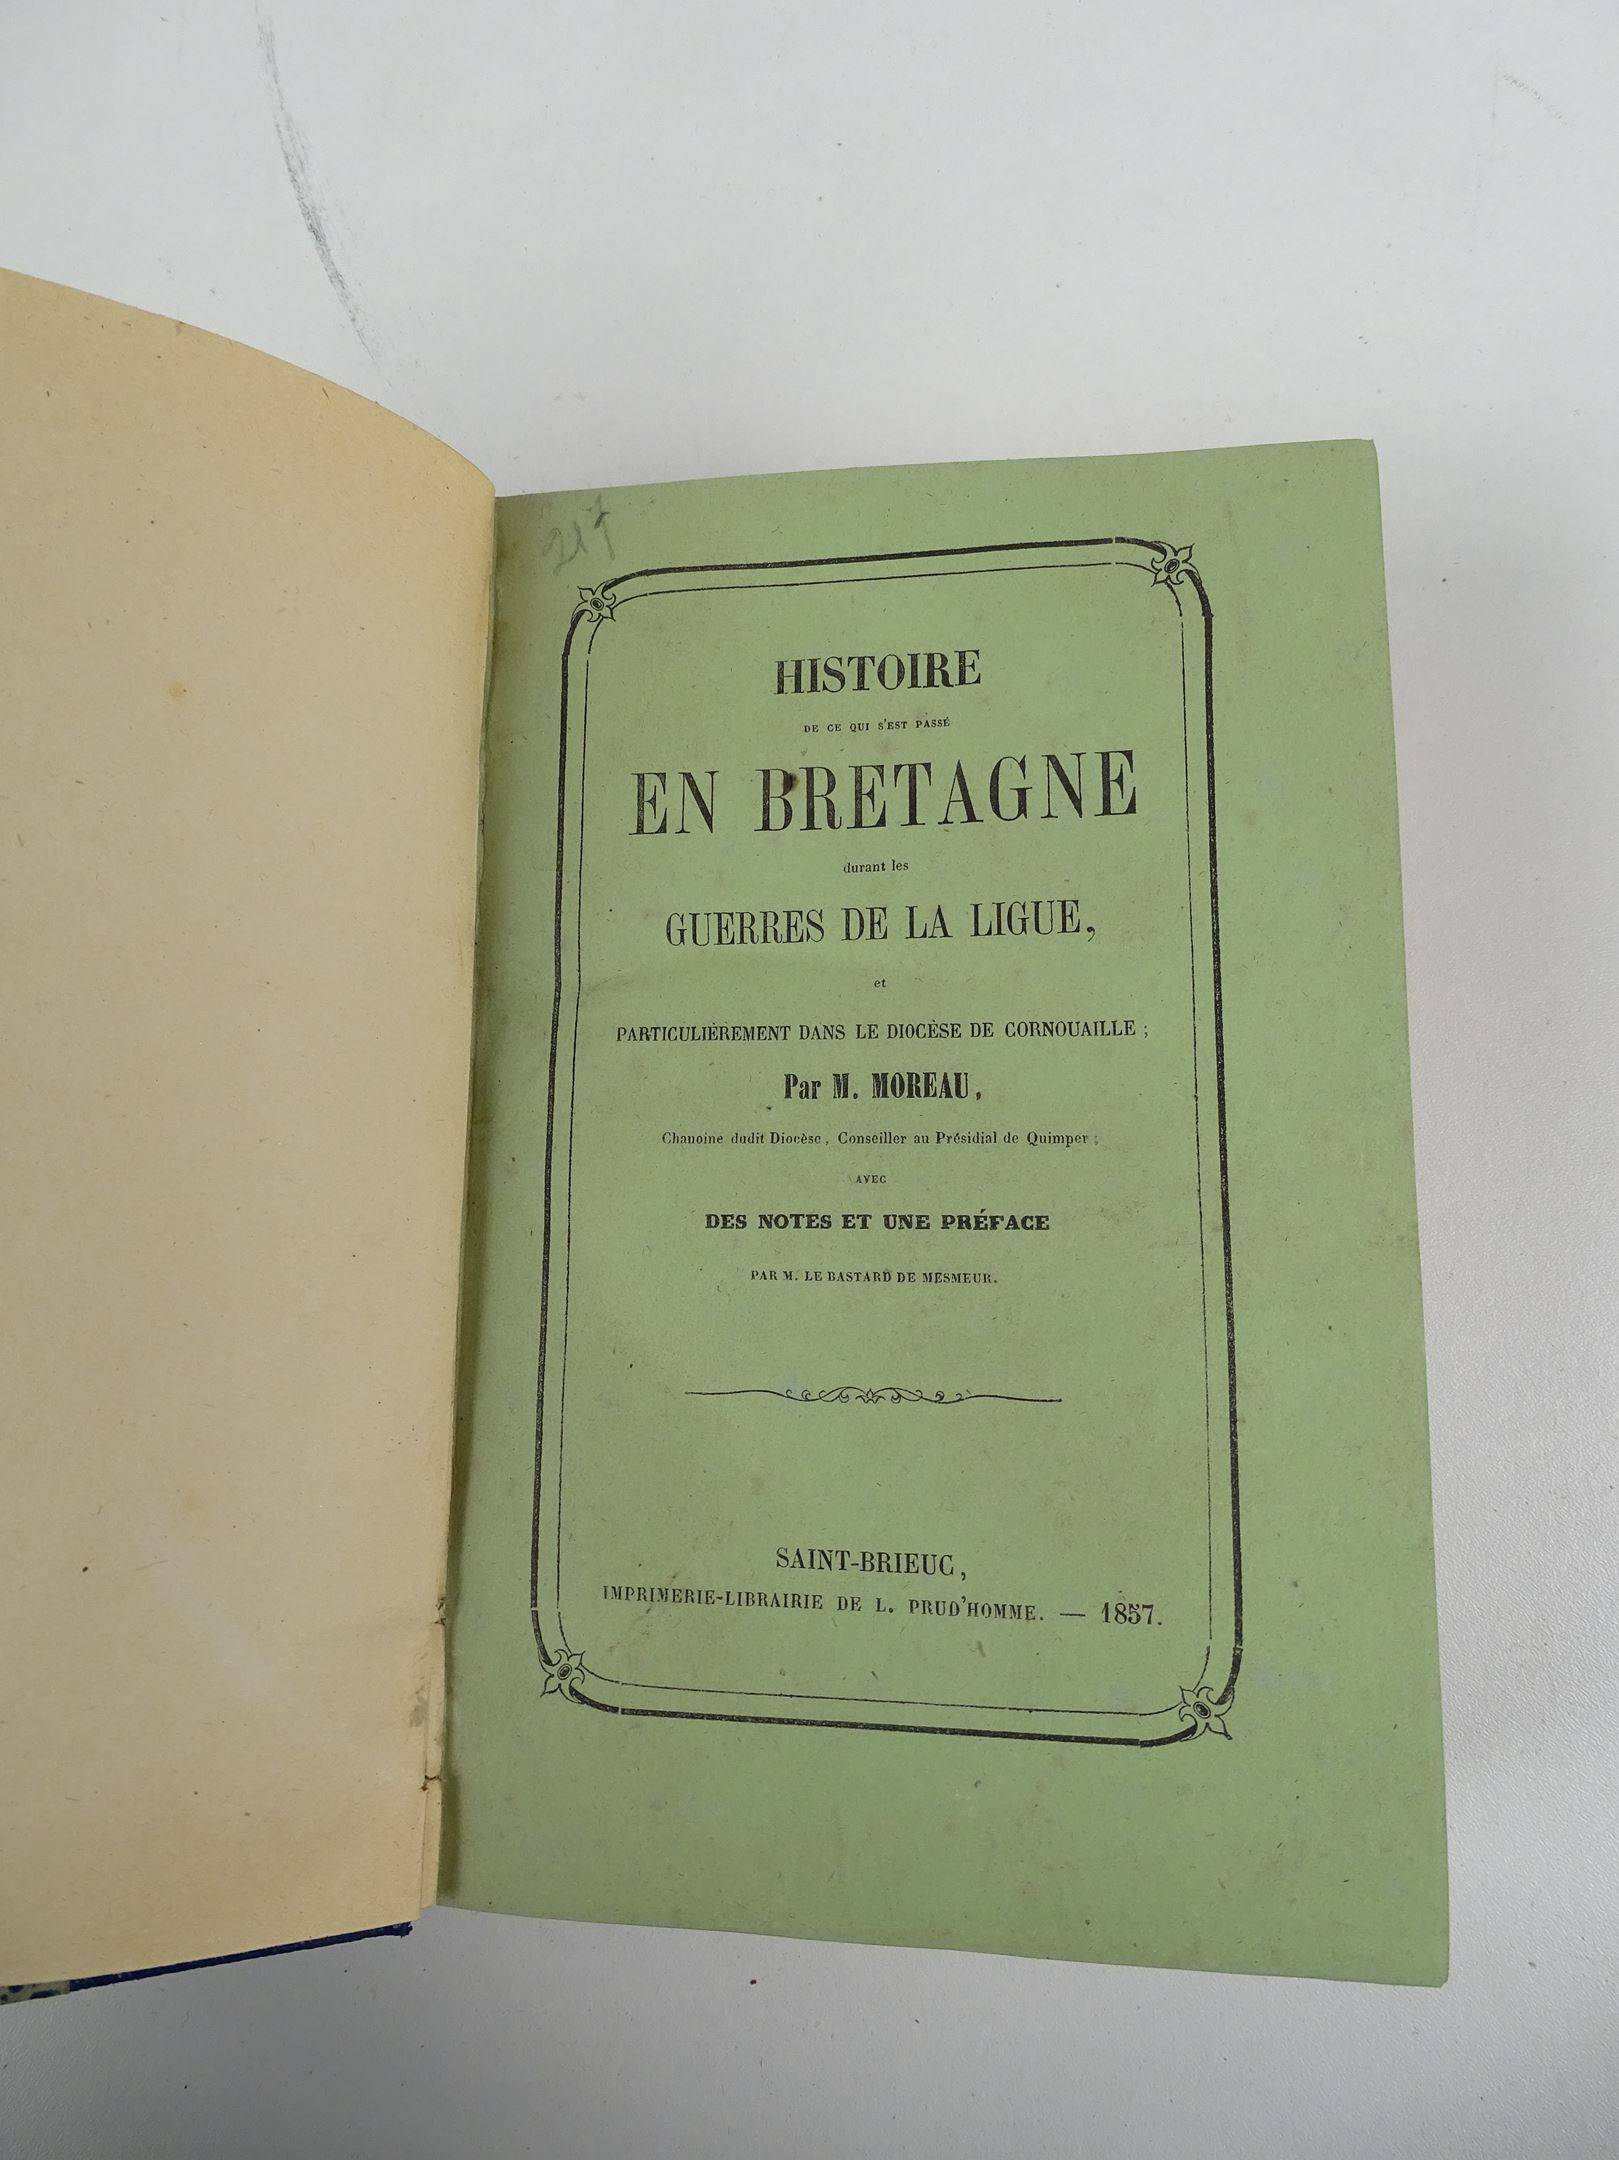 HISTOIRE
DE CE QUI S'EST PASSÉ
EN BRETAGNE
durant les
GUERRES DE LA LIGUE,
et
PARTICULIÈREMENT DANS LE DIOCÈSE DE CORNOUAILLE ;
Par M. MOREAU,
Chanoine dudit Diocèse, Conseiller au Présidial de Quimper ;
AVEC
DES NOTES ET UNE PRÉFACE
PAR M. LE BASTARD DE MESMEUR.
SAINT-BRIEUC,
IMPRIMERIE-LIBRAIRIE DE L. PRUD'HOMME. — 1857.